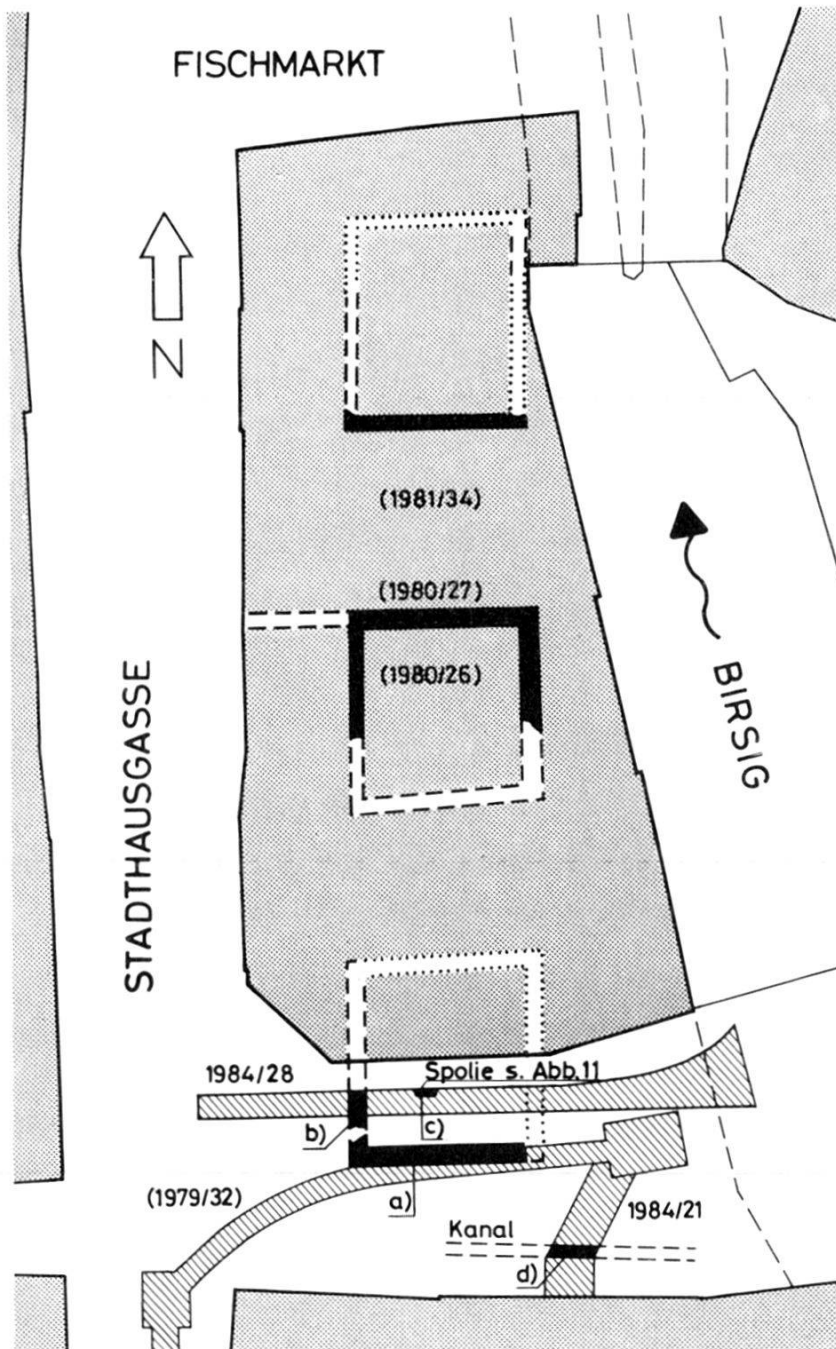 FISCHMARKT
N
(1981/34)
(1980/27)
(1980/26)
STADTHAUSGASSE
BIRSIG
1984/28
Spolie s. Abb.11
b)
c)
(1979/32)
a)
1984/21
Kanal
d)